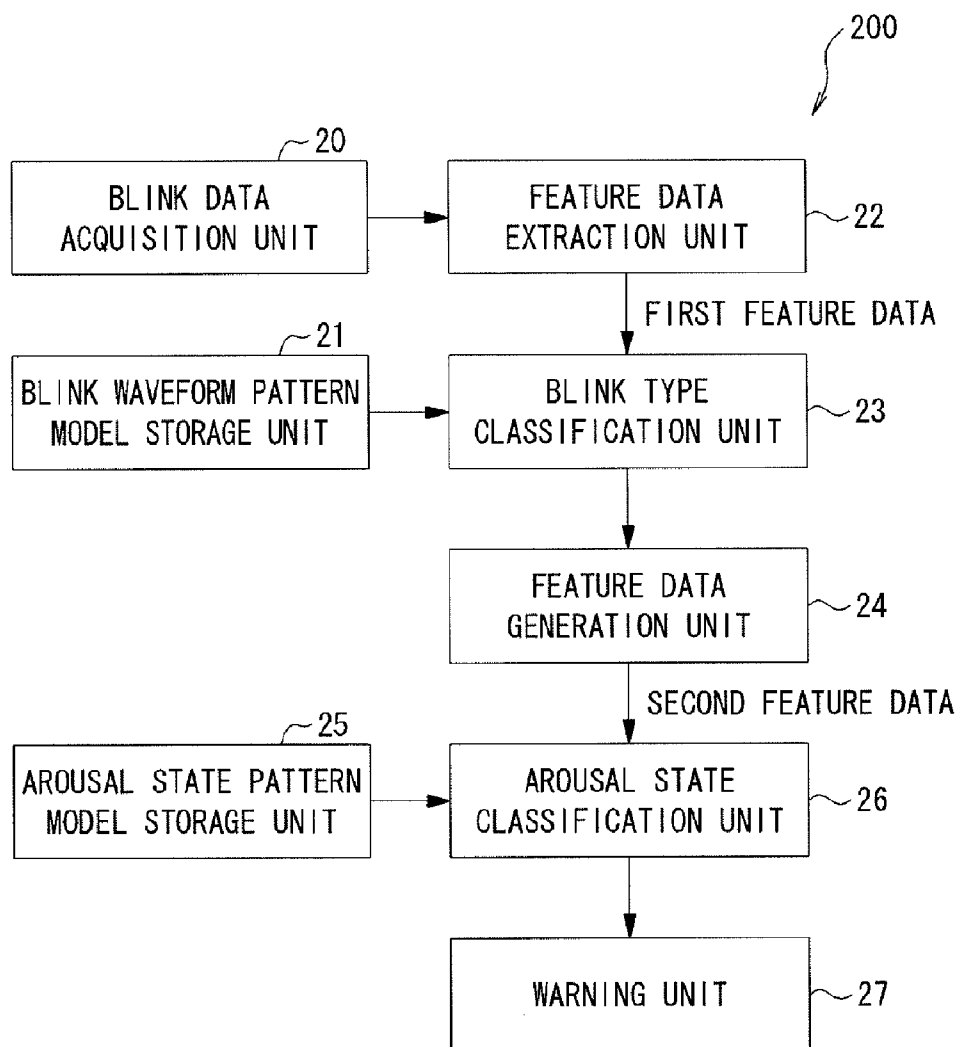 200
20
BLINK DATA
ACQUISITION UNIT
FEATURE DATA
EXTRACTION UNIT
22
FIRST FEATURE DATA
21
BLINK WAVEFORM PATTERN
MODEL STORAGE UNIT
BLINK TYPE
CLASSIFICATION UNIT
23
FEATURE DATA
GENERATION UNIT
24
SECOND FEATURE DATA
25
AROUSAL STATE PATTERN
MODEL STORAGE UNIT
AROUSAL STATE
CLASSIFICATION UNIT
26
WARNING UNIT
27